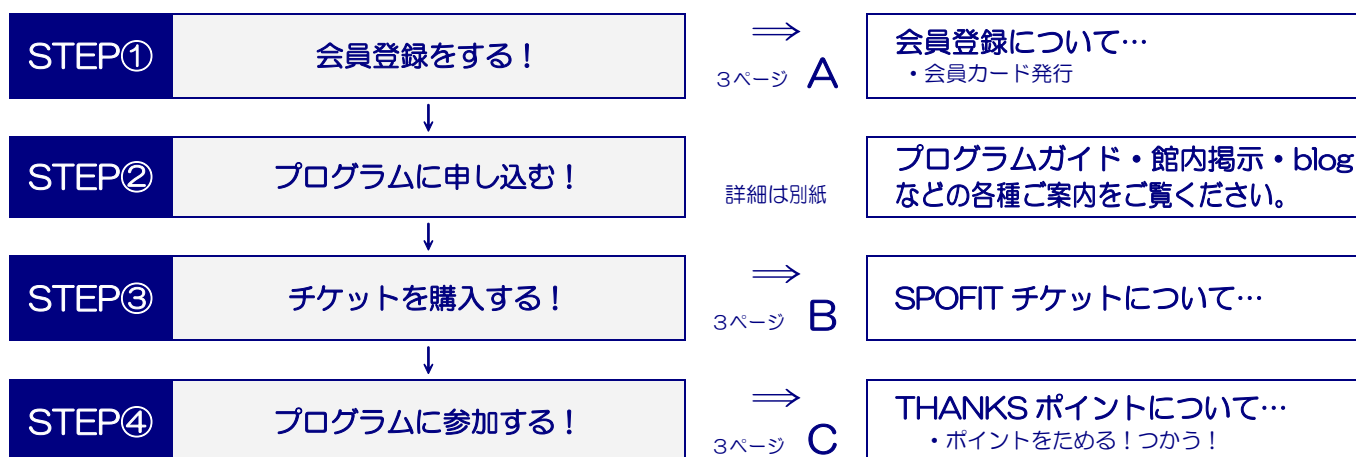 STEP① 会員登録をする！ ⇒ 会員登録について…
3ページ A ・会員カード発行
↓
STEP② プログラムに申し込む！ 詳細は別紙 プログラムガイド・館内掲示・blog
などの各種ご案内をご覧ください。
↓
STEP③ チケットを購入する！ ⇒ SPOFIT チケットについて…
3ページ B
↓
STEP④ プログラムに参加する！ ⇒ THANKS ポイントについて…
3ページ C ・ポイントをためる！つかう！